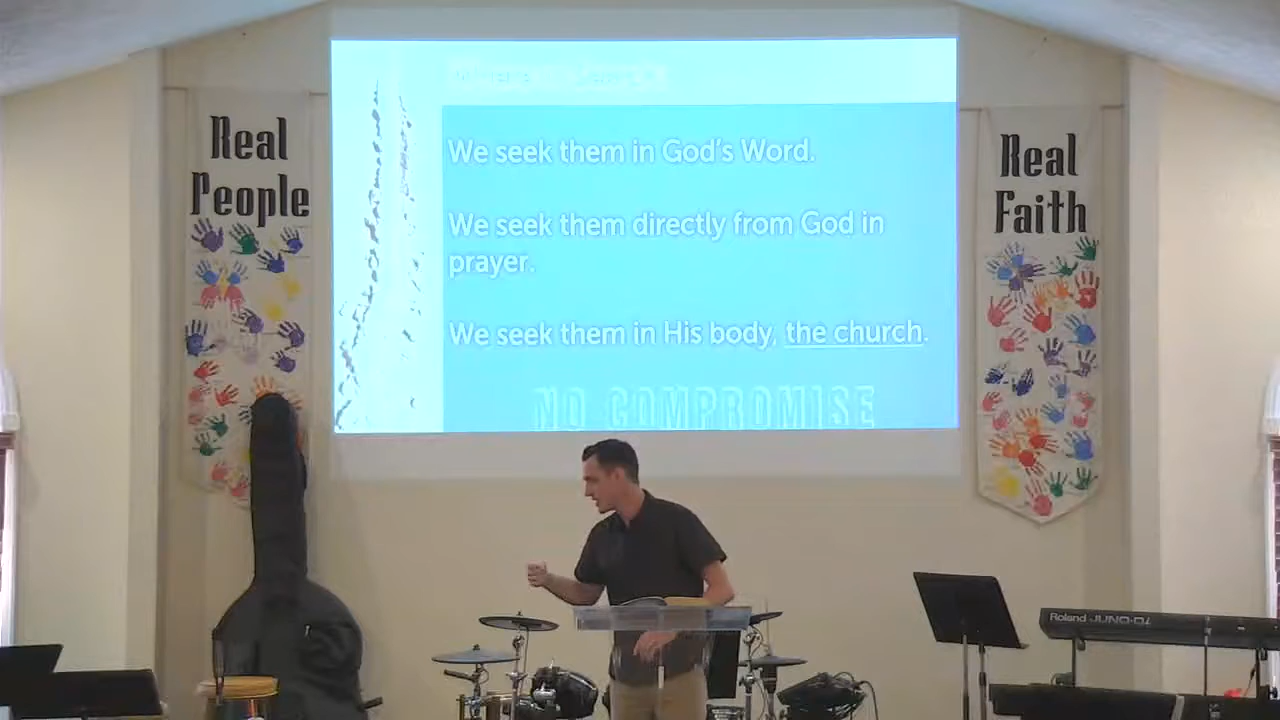 Real
People
We seek them in God's Word.
We seek them directly from God in
prayer.
We seek them in His body, the church.
NO COMPROMISE
Real
Faith
Roland JUNO-D